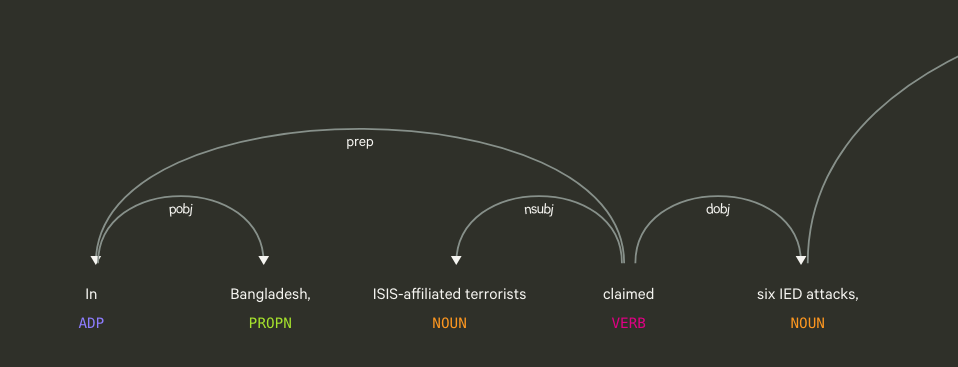 prep
pobj nsubj dobj
In Bangladesh, ISIS-affiliated terrorists claimed six IED attacks,
ADP PROPN NOUN VERB NOUN